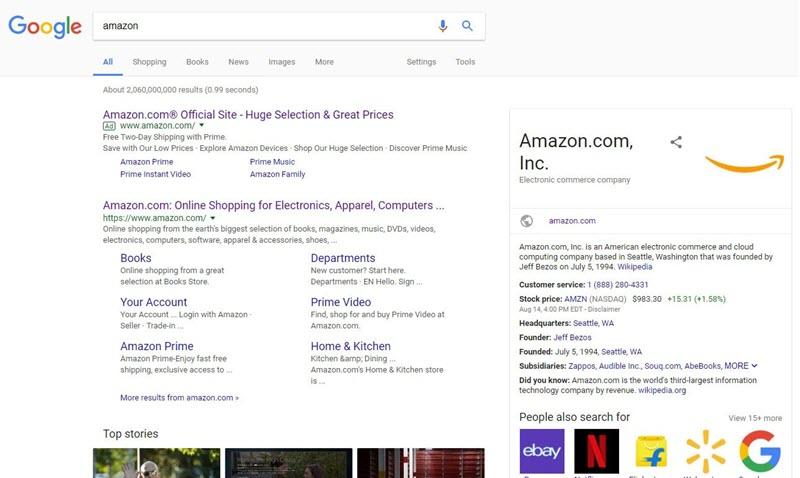 Google
amazon
All Shopping Books News Images More Settings Tools
About 2,060,000,000 results (0.99 seconds)
Amazon.com® Official Site - Huge Selection & Great Prices
Ad www.amazon.com/
Free Two-Day Shipping with Prime.
Save with Our Low Prices · Explore Amazon Devices · Shop Our Huge Selection · Discover Prime Music
Amazon Prime Prime Music
Prime Instant Video Amazon Family
Amazon.com: Online Shopping for Electronics, Apparel, Computers ...
https://www.amazon.com/
Online shopping from the earth's biggest selection of books, magazines, music, DVDs, videos,
electronics, computers, software, apparel & accessories, shoes, ...
Books
Online shopping from a great
selection at Books Store.
Departments
New customer? Start here.
Departments · EN Hello. Sign ...
Your Account
Your Account ... Login with Amazon ·
Seller · Trade-in ...
Prime Video
Find, shop for and buy Prime Video at
Amazon.com.
Amazon Prime
Amazon Prime-Enjoy fast free
shipping, exclusive access to ...
Home & Kitchen
Kitchen &amp; Dining ...
Amazon.com's Home & Kitchen store
is ...
More results from amazon.com »
Top stories
Amazon.com,
Inc.
Electronic commerce company
amazon.com
Amazon.com, Inc. is an American electronic commerce and cloud
computing company based in Seattle, Washington that was founded by
Jeff Bezos on July 5, 1994. Wikipedia
Customer service: 1 (888) 280-4331
Stock price: AMZN (NASDAQ) $983.30 +15.31 (+1.58%)
Aug 14, 4:00 PM EDT - Disclaimer
Headquarters: Seattle, WA
Founder: Jeff Bezos
Founded: July 5, 1994, Seattle, WA
Subsidiaries: Zappos, Audible Inc., Souq.com, AbeBooks, MORE
Did you know: Amazon.com is the world's third-largest information
technology company by revenue. wikipedia.org
People also search for View 15+ more
ebay N G